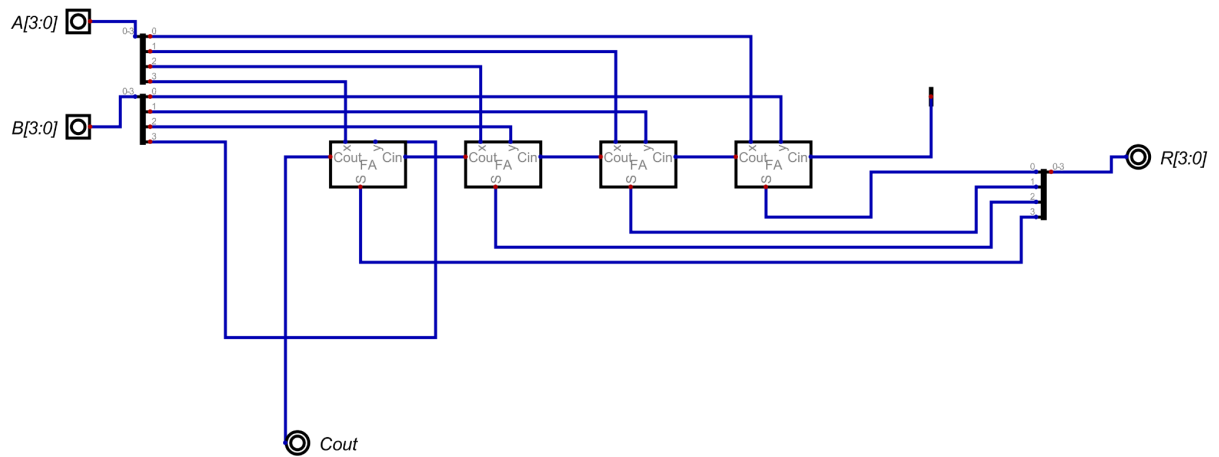 A[3:0]
0-3
0
1
2
3
B[3:0]
0-3
0
1
2
3
x y
Cout FA Cin
S
x y
Cout FA Cin
S
x y
Cout FA Cin
S
x y
Cout FA Cin
S
0
1
2
3
0-3
R[3:0]
Cout